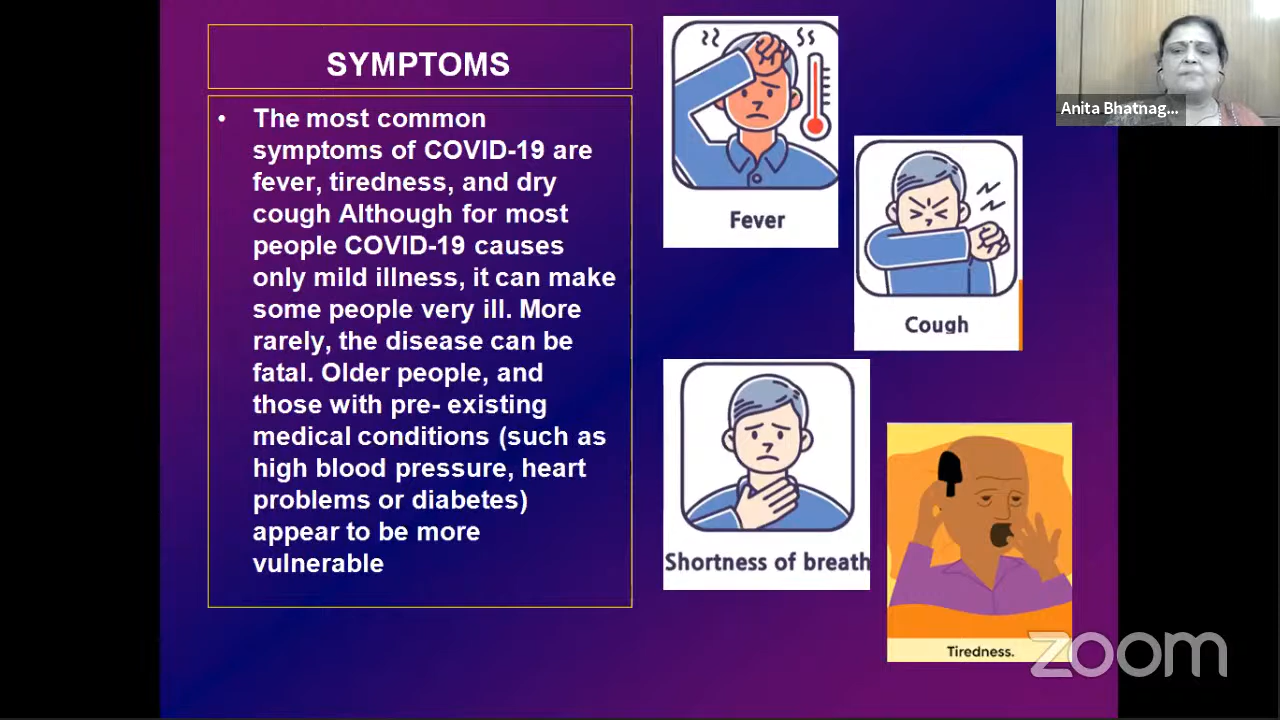 SYMPTOMS
• The most common
symptoms of COVID-19 are
fever, tiredness, and dry
cough Although for most
people COVID-19 causes
only mild illness, it can make
some people very ill. More
rarely, the disease can be
fatal. Older people, and
those with pre- existing
medical conditions (such as
high blood pressure, heart
problems or diabetes)
appear to be more
vulnerable
Fever
Cough
Shortness of breath
Tiredness.
Anita Bhatnag...
zoom